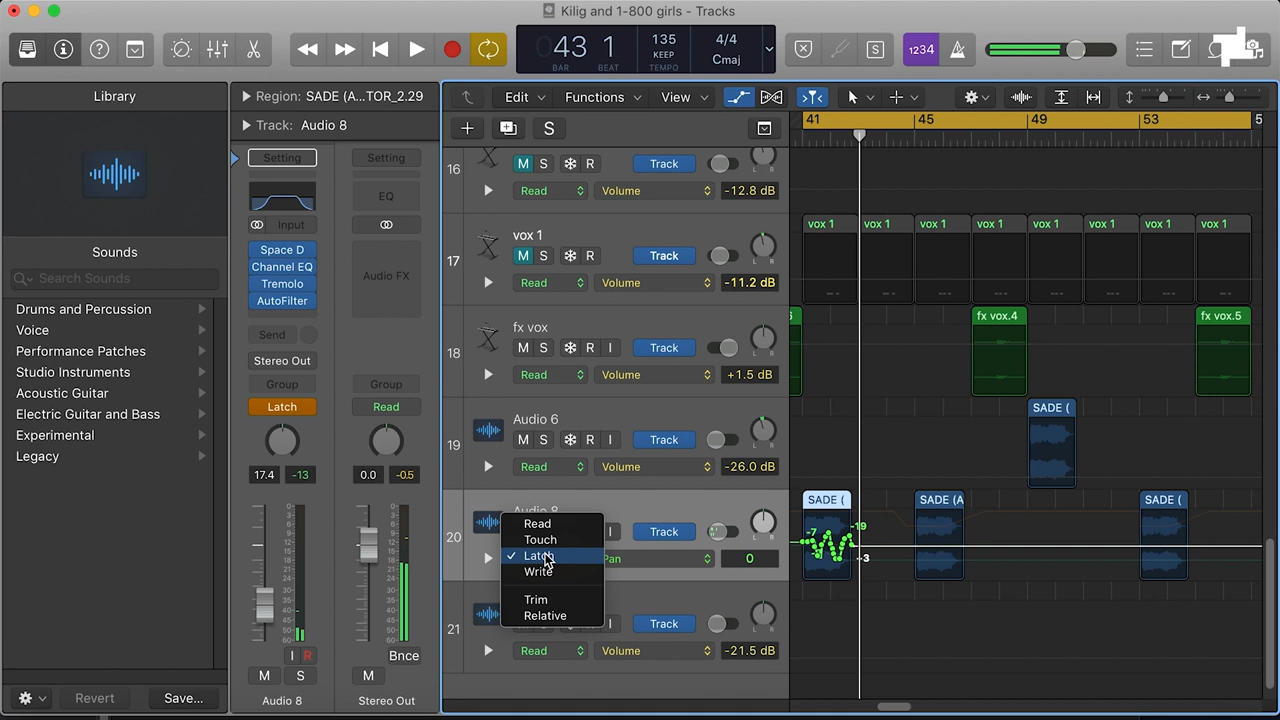 Kilig and 1-800 girls - Tracks
43 1
BAR BEAT
135
KEEP
TEMPO
4/4
Cmaj
S
1234
Library
Sounds
Search Sounds
Drums and Percussion
Voice
Performance Patches
Studio Instruments
Acoustic Guitar
Electric Guitar and Bass
Experimental
Legacy
Revert
Save...
Region: SADE (A...TOR_2.29
Track: Audio 8
Setting
Input
Space D
Channel EQ
Tremolo
AutoFilter
Send
Stereo Out
Group
Latch
17.4 -13
I R
M S
Audio 8
Setting
EQ
Audio FX
Group
Read
0.0 -0.5
Bnce
M
Stereo Out
Edit Functions View
S
41 45 49 53 5
16 M S R Track
Read Volume -12.8 dB
vox 1
17 M S R Track
Read Volume -11.2 dB
fx vox
18 M S R I Track
Read Volume +1.5 dB
Audio 6
19 M S R I Track
Read Volume -26.0 dB
Audio 8
20 I Track
Pan 0
21 I Track
Read Volume -21.5 dB
Read
Touch
Latch
Write
Trim
Relative
vox 1 vox 1 vox 1 vox 1 vox 1 vox 1 vox 1 vox 1
fx vox.4 fx vox.5
SADE (
SADE ( SADE (A SADE (
-7 -19
-3